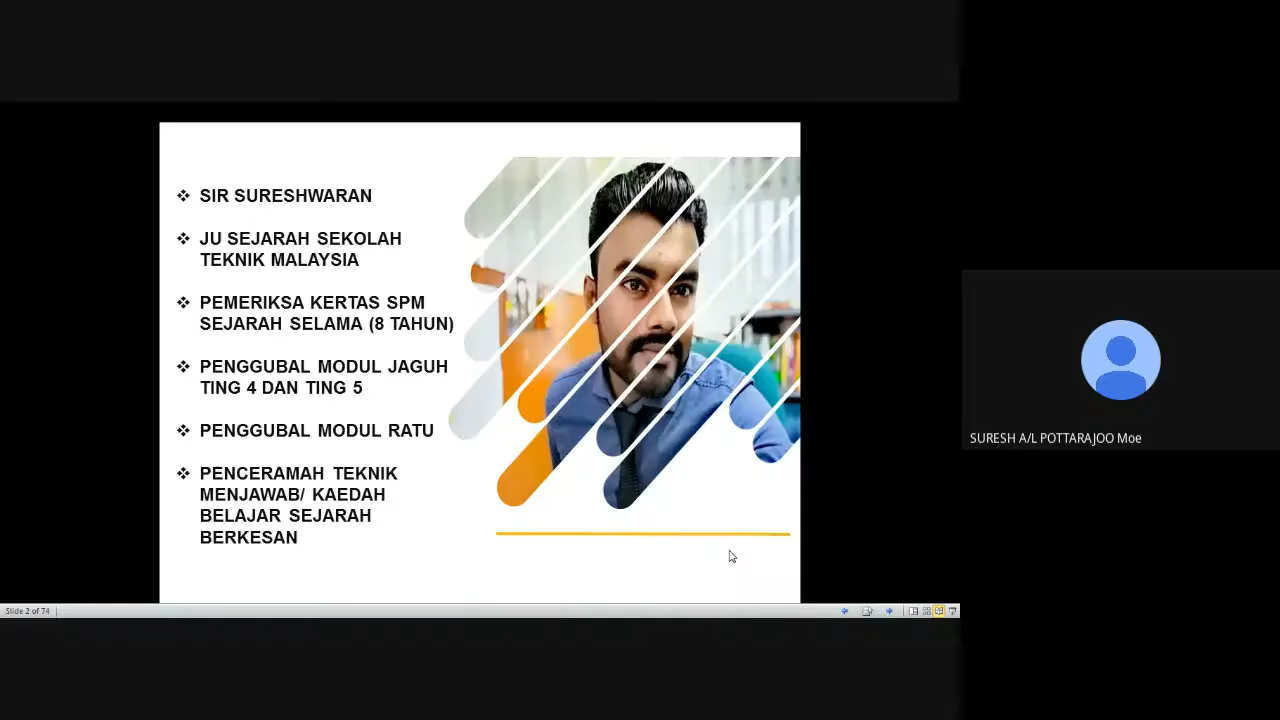 ❖ SIR SURESHWARAN
❖ JU SEJARAH SEKOLAH
TEKNIK MALAYSIA
❖ PEMERIKSA KERTAS SPM
SEJARAH SELAMA (8 TAHUN)
❖ PENGGUBAL MODUL JAGUH
TING 4 DAN TING 5
❖ PENGGUBAL MODUL RATU
❖ PENCERAMAH TEKNIK
MENJAWAB/ KAEDAH
BELAJAR SEJARAH
BERKESAN
SURESH A/L POTTARAJOO Moe
Slide 2 of 74